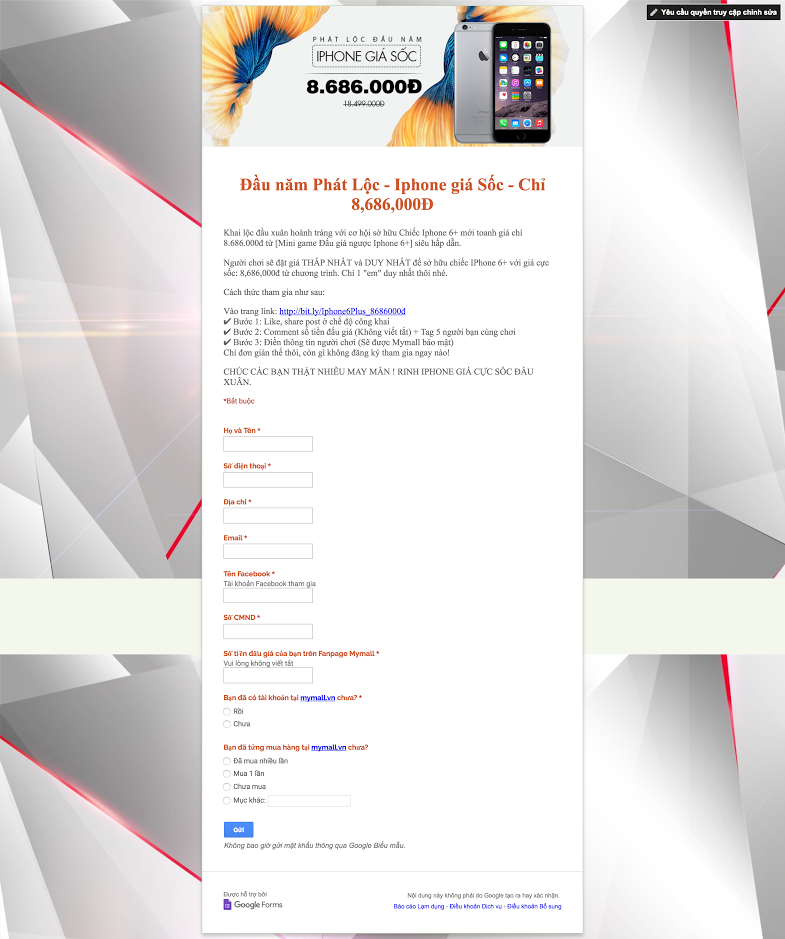 Yêu cầu quyền truy cập chỉnh sửa
PHÁT LỘC ĐẦU NĂM
IPHONE GIÁ SỐC
8.686.000Đ
18.499.000Đ
Đầu năm Phát Lộc - Iphone giá Sốc - Chỉ
8,686,000Đ
Khai lộc đầu xuân hoành tráng với cơ hội sở hữu Chiếc Iphone 6+ mới toanh giá chỉ
8.686.000đ từ [Mini game Đấu giá ngược Iphone 6+] siêu hấp dẫn.
Người chơi sẽ đặt giá THẤP NHẤT và DUY NHẤT để sở hữu chiếc IPhone 6+ với giá cực
sốc: 8,686,000đ từ chương trình. Chỉ 1 "em" duy nhất thôi nhé.
Cách thức tham gia như sau:
Vào trang link: http://bit.ly/Iphone6Plus_8686000d
✔ Bước 1: Like, share post ở chế độ công khai
✔ Bước 2: Comment số tiền đấu giá (Không viết tắt) + Tag 5 người bạn cùng chơi
✔ Bước 3: Điền thông tin người chơi (Sẽ được Mymall bảo mật)
Chỉ đơn giản thế thôi, còn gì không đăng ký tham gia ngay nào!
CHÚC CÁC BẠN THẬT NHIỀU MAY MẮN ! RINH IPHONE GIÁ CỰC SỐC ĐẦU
XUÂN.
*Bắt buộc
Họ và Tên *
Số điện thoại *
Địa chỉ *
Email *
Tên Facebook *
Tài khoản Facebook tham gia
Số CMND *
Số tiền đấu giá của bạn trên Fanpage Mymall *
Vui lòng không viết tắt
Bạn đã có tài khoản tại mymall.vn chưa? *
Rồi
Chưa
Bạn đã từng mua hàng tại mymall.vn chưa?
Đã mua nhiều lần
Mua 1 lần
Chưa mua
Mục khác:
Gửi
Không bao giờ gửi mật khẩu thông qua Google Biểu mẫu.
Được hỗ trợ bởi
Google Forms
Nội dung này không phải do Google tạo ra hay xác nhận.
Báo cáo Lạm dụng - Điều khoản Dịch vụ - Điều khoản Bổ sung